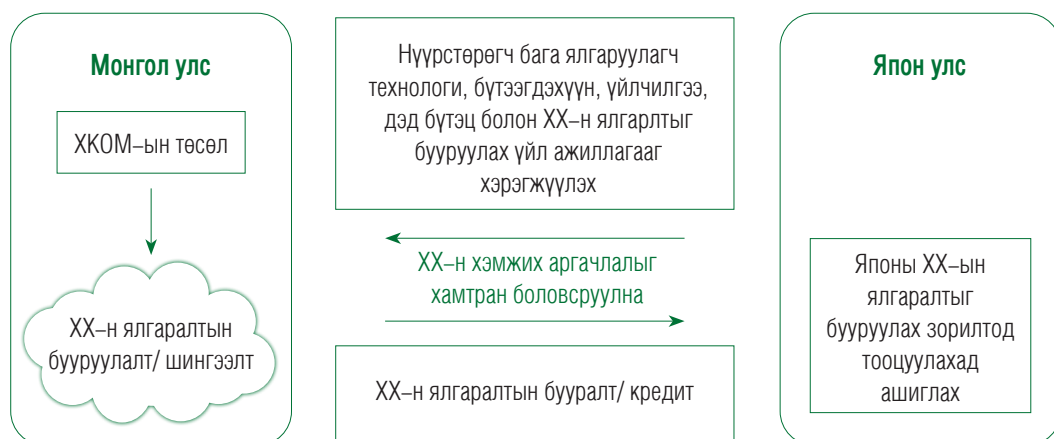 Монгол улс
ХКОМ–ын төсөл
ХХ–н ялгаралтын
бууруулалт/ шингээлт
Нүүрстөрөгч бага ялгаруулагч
технологи, бүтээгдэхүүн, үйлчилгээ,
дэд бүтэц болон ХХ–н ялгарлтыг
бууруулах үйл ажиллагааг
хэрэгжүүлэх
ХХ–н хэмжих аргачлалыг
хамтран боловсруулна
ХХ–н ялгаралтын бууралт/ кредит
Япон улс
Японы ХХ–ын
ялгаралтыг
бууруулах зорилтод
тооцуулахад
ашиглах